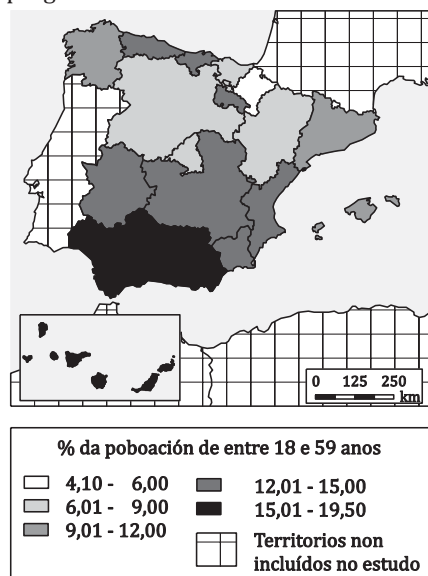 0 125 250
km
% da poboación de entre 18 e 59 anos
4,10 - 6,00
6,01 - 9,00
9,01 - 12,00
12,01 - 15,00
15,01 - 19,50
Territorios non
incluídos no estudo